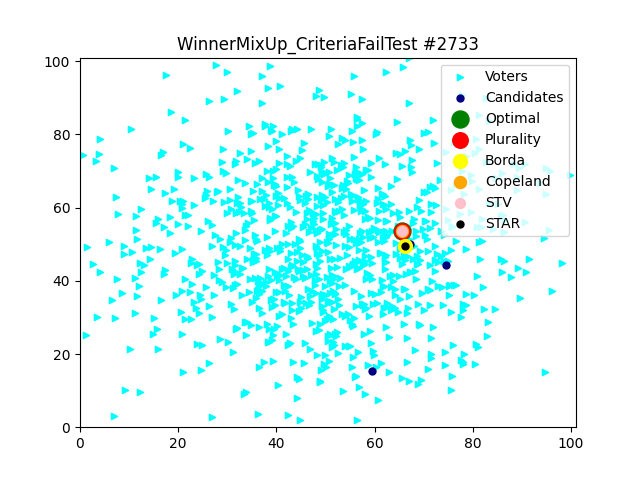 WinnerMixUp_CriteriaFailTest #2733
100
80
60
40
20
0
0
20
40
60
80
100
Voters
Candidates
Optimal
Plurality
Borda
Copeland
STV
STAR